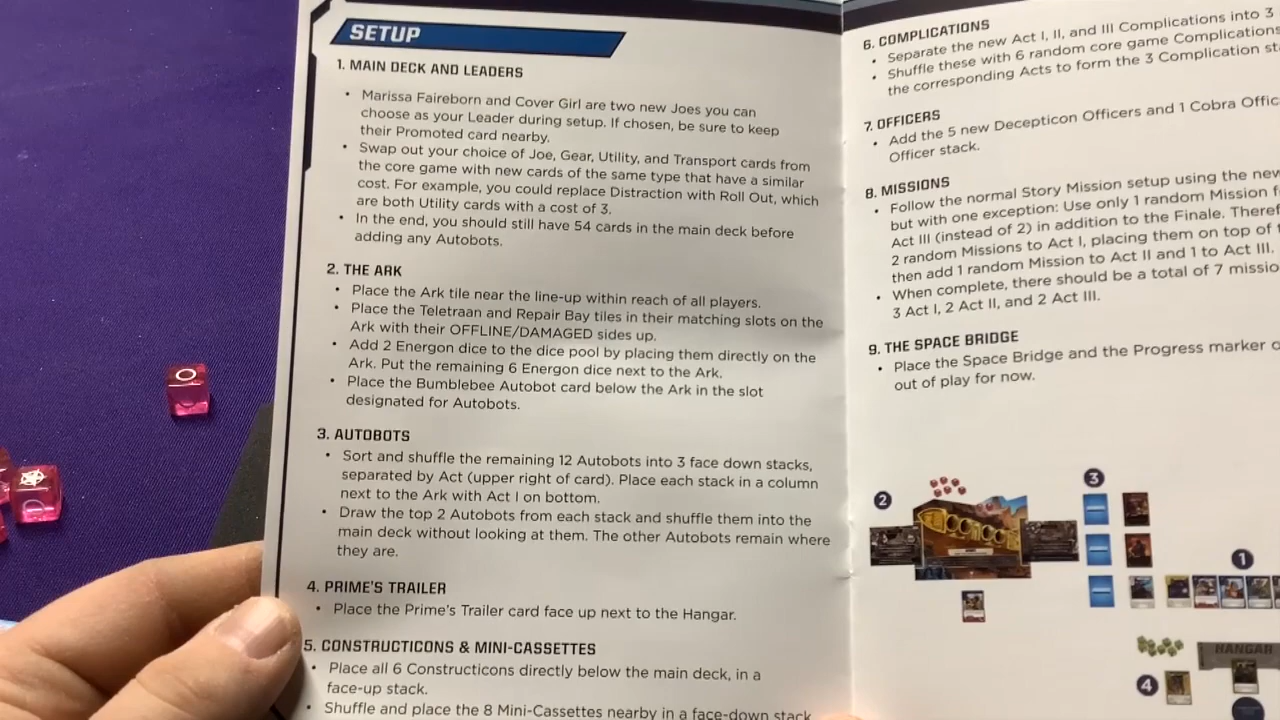 SETUP
1. MAIN DECK AND LEADERS
• Marissa Faireborn and Cover Girl are two new Joes you can
choose as your Leader during setup. If chosen, be sure to keep
their Promoted card nearby.
• Swap out your choice of Joe, Gear, Utility, and Transport cards from
the core game with new cards of the same type that have a similar
cost. For example, you could replace Distraction with Roll Out, which
are both Utility cards with a cost of 3.
• In the end, you should still have 54 cards in the main deck before
adding any Autobots.
2. THE ARK
• Place the Ark tile near the line-up within reach of all players.
• Place the Teletraan and Repair Bay tiles in their matching slots on the
Ark with their OFFLINE/DAMAGED sides up.
• Add 2 Energon dice to the dice pool by placing them directly on the
Ark. Put the remaining 6 Energon dice next to the Ark.
• Place the Bumblebee Autobot card below the Ark in the slot
designated for Autobots.
3. AUTOBOTS
• Sort and shuffle the remaining 12 Autobots into 3 face down stacks,
separated by Act (upper right of card). Place each stack in a column
next to the Ark with Act I on bottom.
• Draw the top 2 Autobots from each stack and shuffle them into the
main deck without looking at them. The other Autobots remain where
they are.
4. PRIME'S TRAILER
• Place the Prime's Trailer card face up next to the Hangar.
5. CONSTRUCTICONS & MINI-CASSETTES
• Place all 6 Constructicons directly below the main deck, in a
face-up stack.
• Shuffle and place the 8 Mini-Cassettes nearby in a face-down stack
6. COMPLICATIONS
• Separate the new Act I, II, and III Complications into 3
• Shuffle these with 6 random core game Complications
the corresponding Acts to form the 3 Complication
7. OFFICERS
• Add the 5 new Decepticon Officers and 1 Cobra
Officer stack.
8. MISSIONS
• Follow the normal Story Mission setup using the new
but with one exception: Use only 1 random Mission
Act III (instead of 2) in addition to the Finale.
2 random Missions to Act I, placing them on top of
then add 1 random Mission to Act II and 1 to Act III.
• When complete, there should be a total of 7
3 Act I, 2 Act II, and 2 Act III.
9. THE SPACE BRIDGE
• Place the Space Bridge and the Progress marker
out of play for now.
2
3
1
HANGAR
4